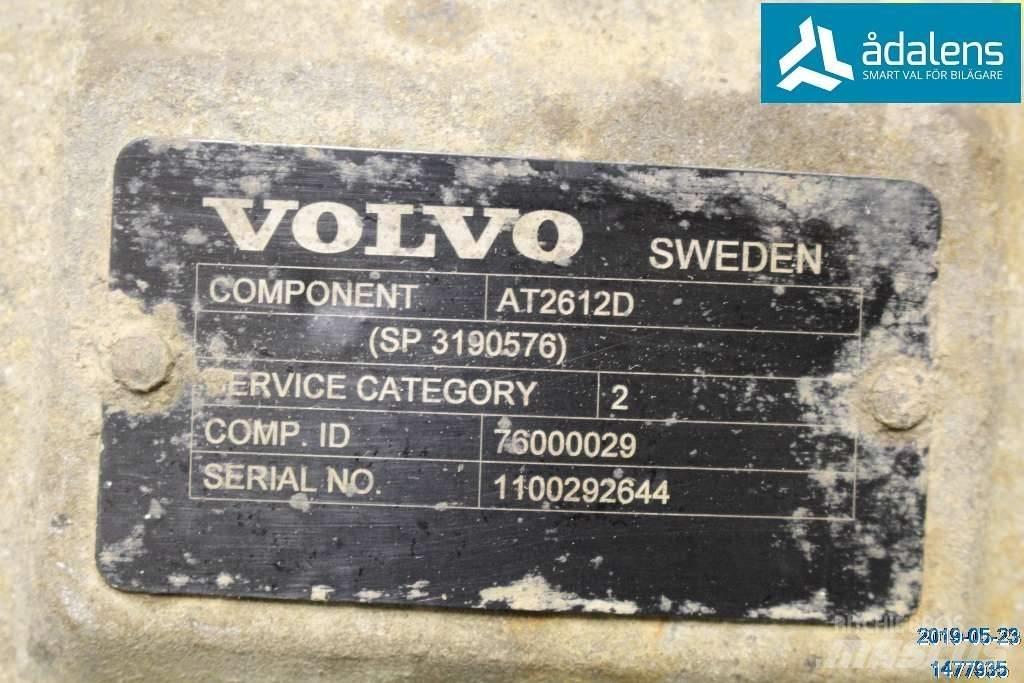 ådalens
SMART VAL FÖR BILÄGARE
VOLVO SWEDEN
COMPONENT AT2612D
(SP 3190576)
SERVICE CATEGORY 2
COMP. ID 76000029
SERIAL NO. 1100292644
2019-05-23
1477935